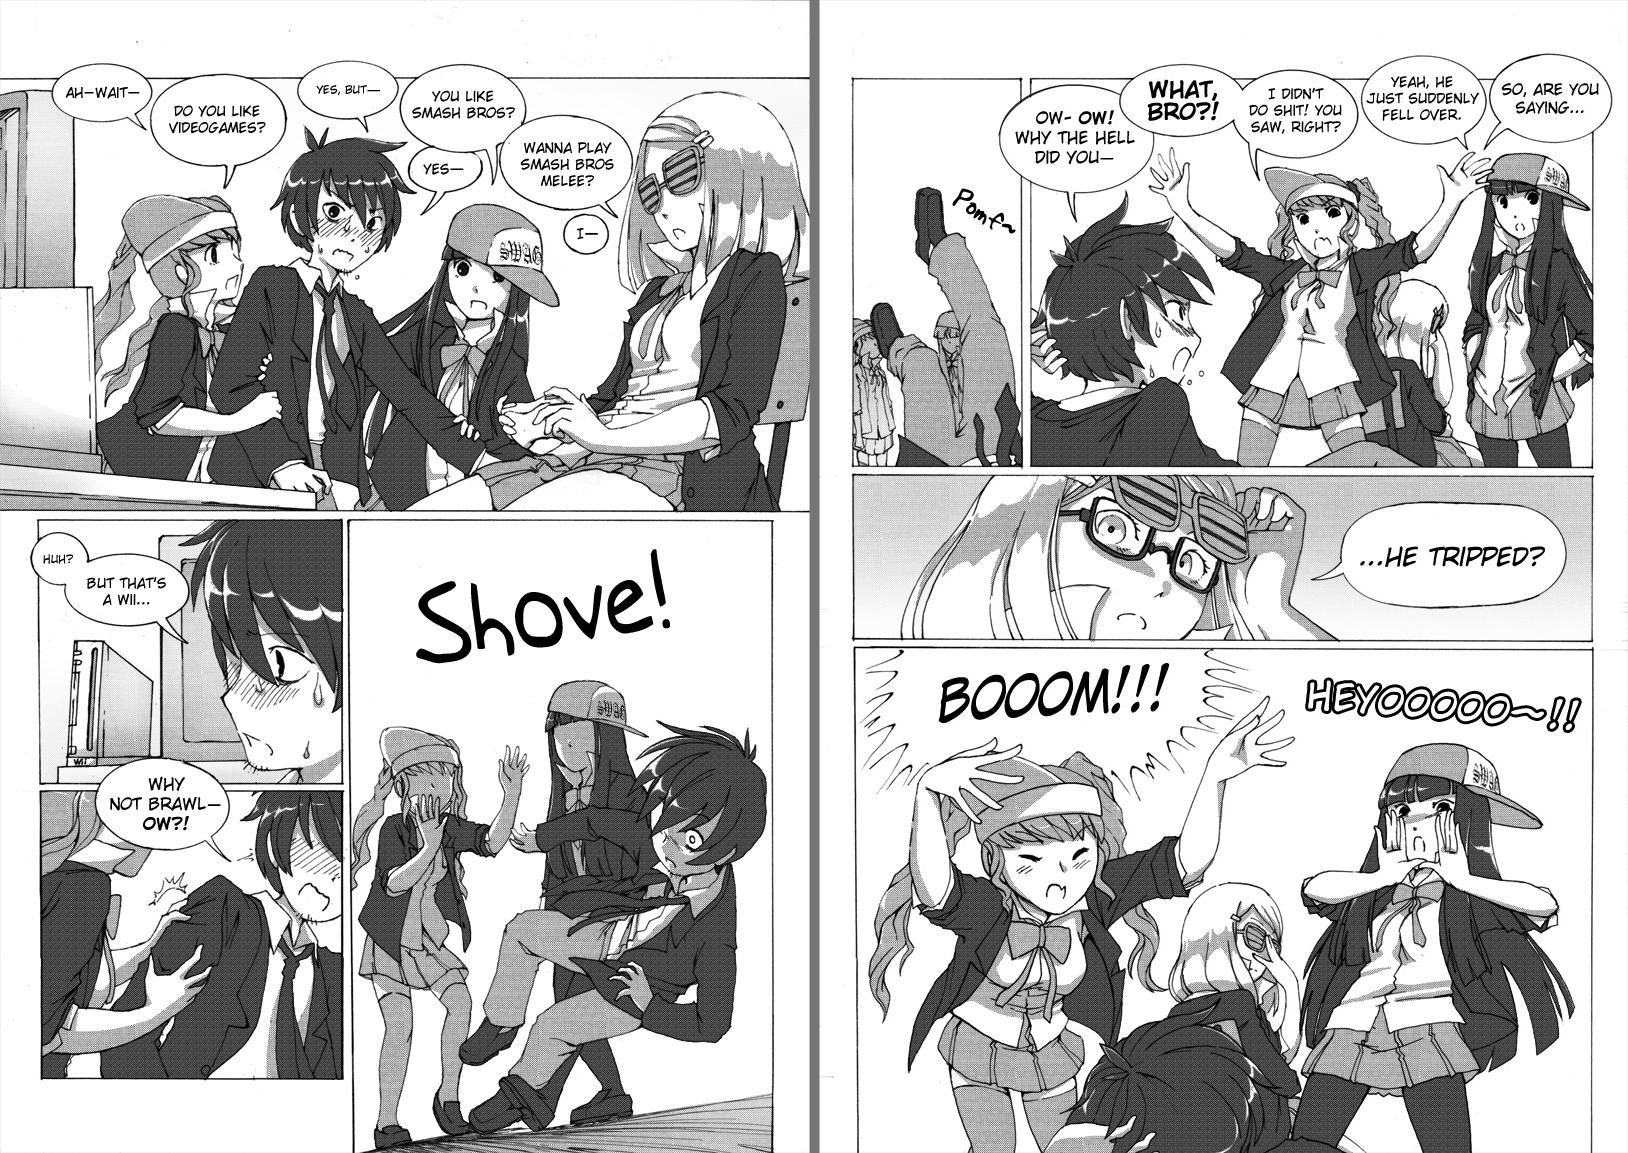 AH-WAIT-
DO YOU LIKE
VIDEOGAMES?
YES, BUT—
YOU LIKE
SMASH BROS?
YES—
WANNA PLAY
SMASH BROS
MELEE?
I—
SWAG
HUH?
BUT THAT'S
A WII...
Wii
WHY
NOT BRAWL—
OW?!
Shove!
SWAG
Pomf~
OW- OW!
WHY THE HELL
DID YOU—
WHAT,
BRO?!
I DIDN'T
DO SHIT! YOU
SAW, RIGHT?
YEAH, HE
JUST SUDDENLY
FELL OVER.
SO, ARE YOU
SAYING...
SWAG
...HE TRIPPED?
BOOOM!!!
HEYOOOOO~!!
SWAG